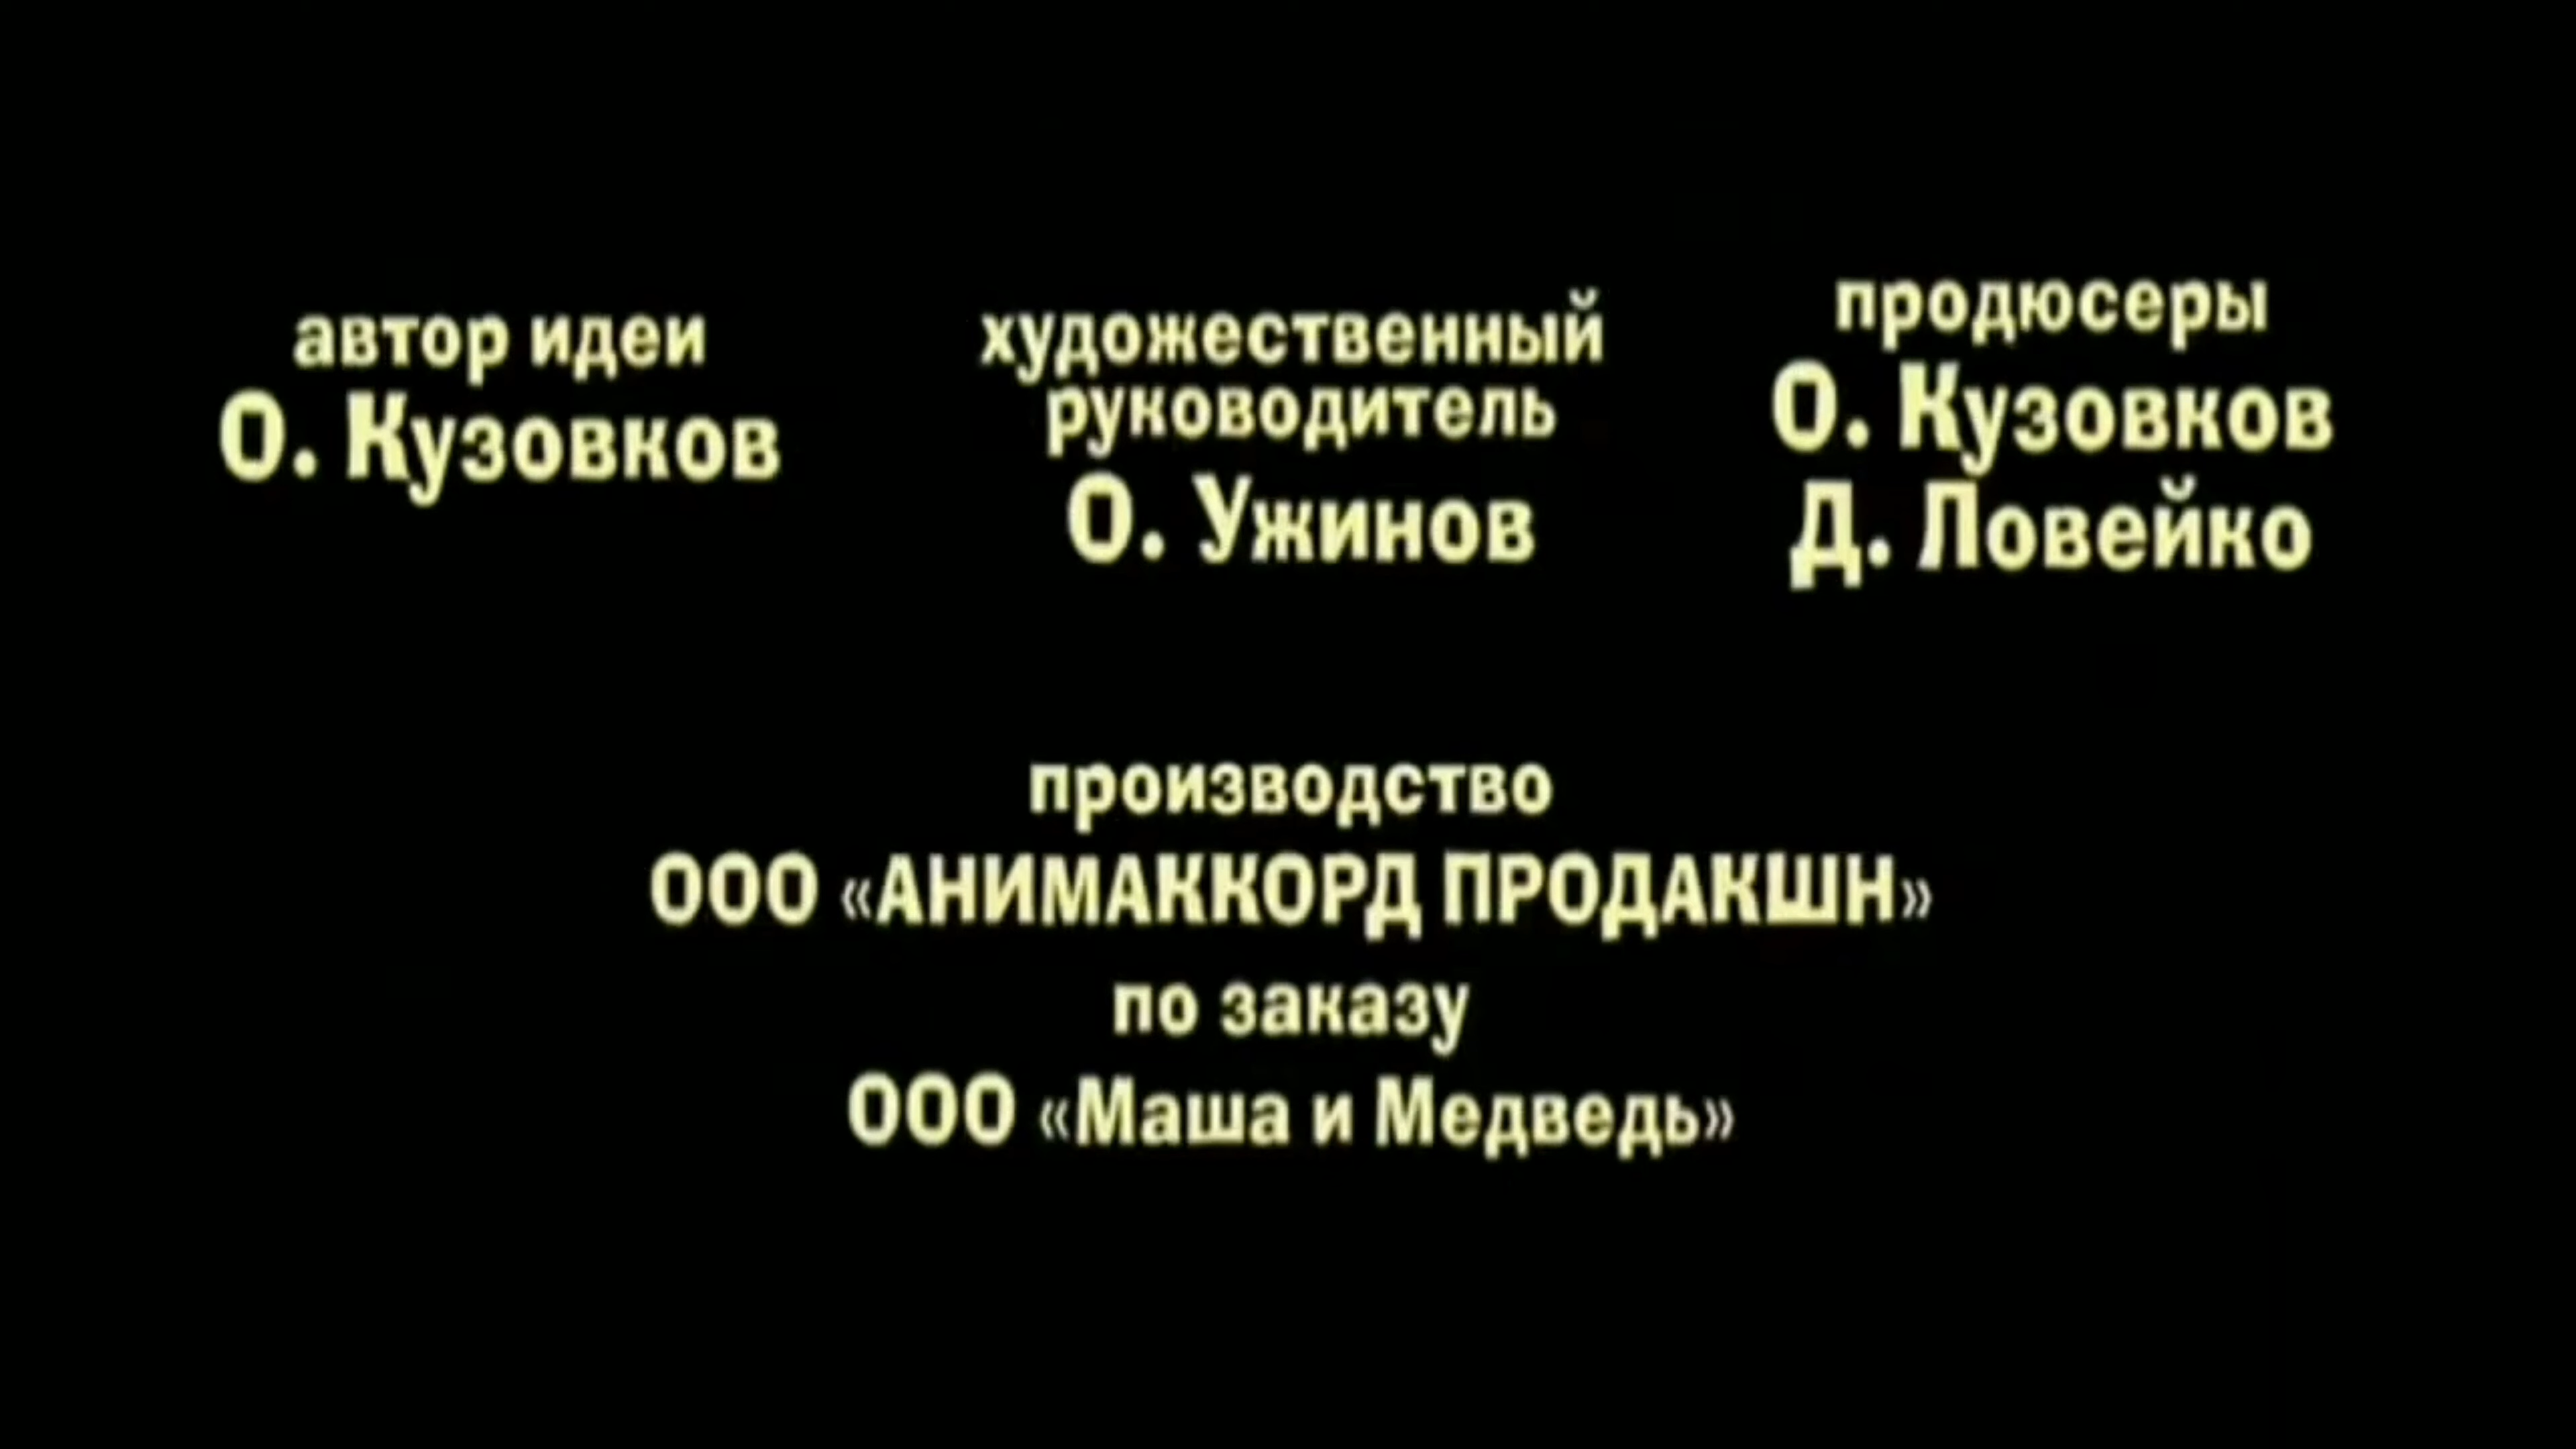 автор идеи
О. Кузовков
художественный
руководитель
О. Ужинов
продюсеры
О. Кузовков
Д. Ловейко
производство
ООО «АНИМАККОРД ПРОДАКШН»
по заказу
ООО «Маша и Медведь»